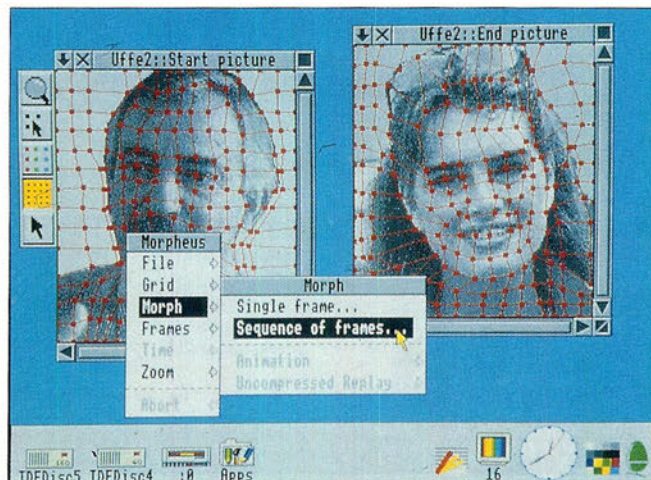 Uffe2::Start picture
Uffe2::End picture
Morpheus
File
Grid
Morph
Frames
Time
Zoom
Abort
Morph
Single frame...
Sequence of frames...
Animation
Uncompressed Replay
IDEDisc5
IDEDisc4
:0
Apps
16